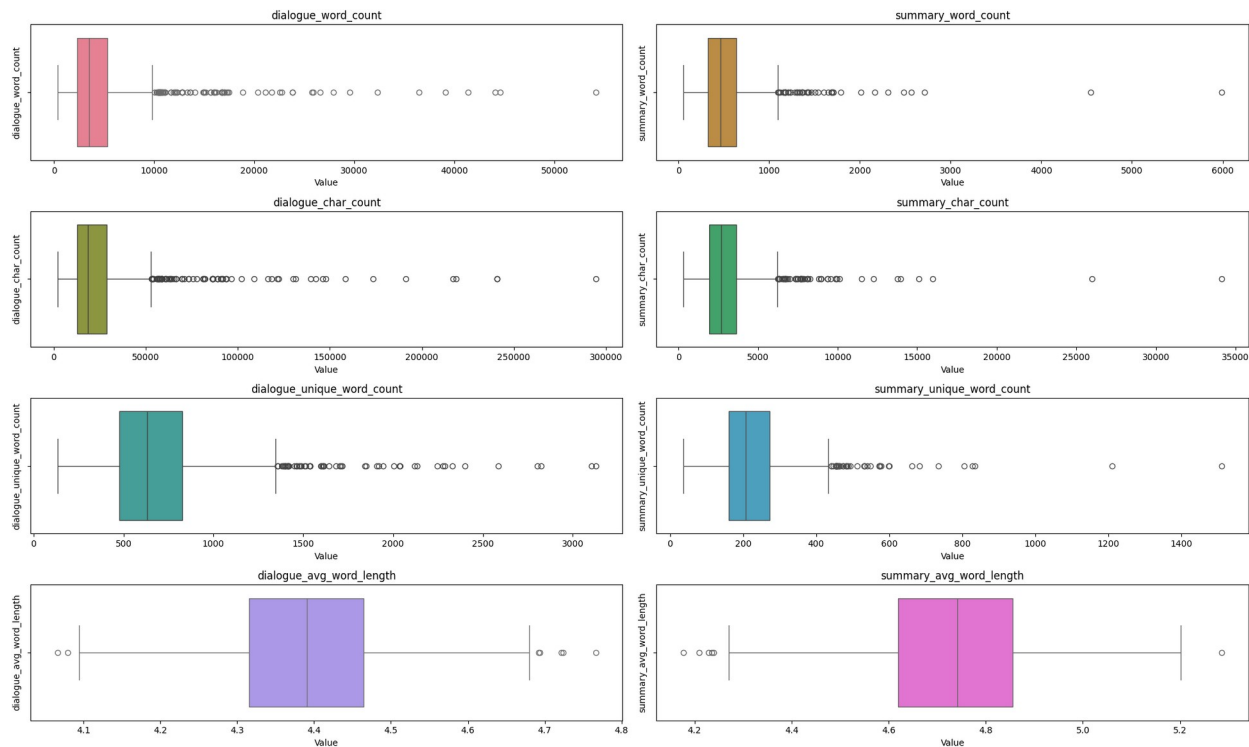 dialogue_word_count
dialogue_word_count
0 10000 20000 30000 40000 50000
Value
summary_word_count
summary_word_count
0 1000 2000 3000 4000 5000 6000
Value
dialogue_char_count
dialogue_char_count
0 50000 100000 150000 200000 250000 300000
Value
summary_char_count
summary_char_count
0 5000 10000 15000 20000 25000 30000 35000
Value
dialogue_unique_word_count
dialogue_unique_word_count
0 500 1000 1500 2000 2500 3000
Value
summary_unique_word_count
summary_unique_word_count
0 200 400 600 800 1000 1200 1400
Value
dialogue_avg_word_length
dialogue_avg_word_length
4.1 4.2 4.3 4.4 4.5 4.6 4.7 4.8
Value
summary_avg_word_length
summary_avg_word_length
4.2 4.4 4.6 4.8 5.0 5.2
Value